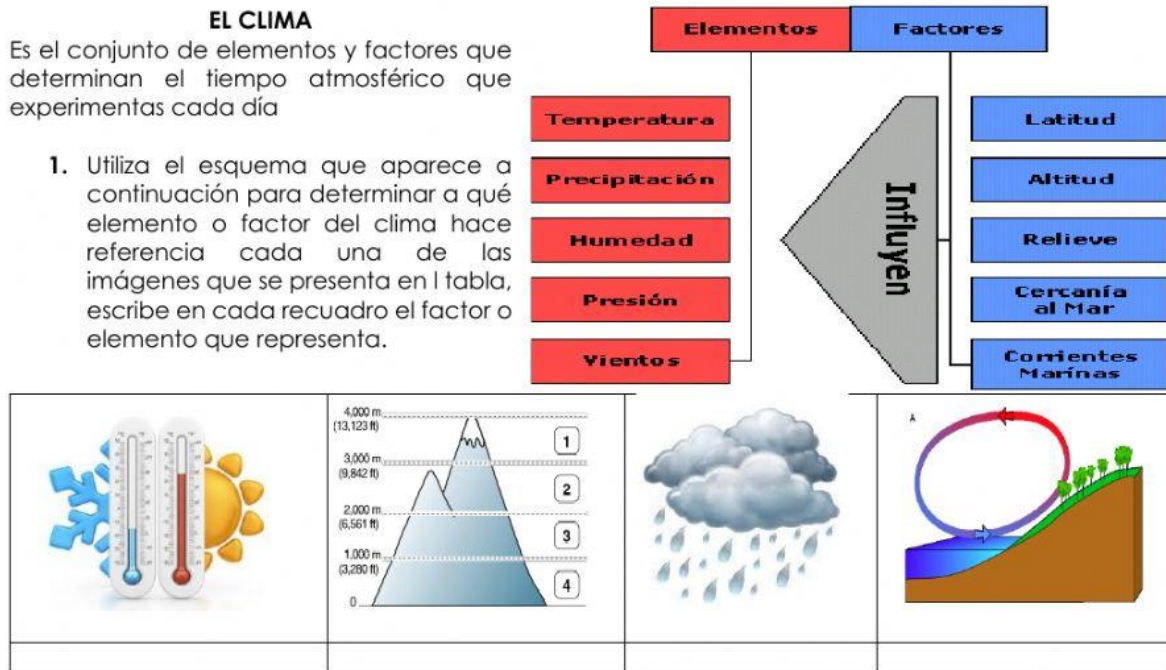 EL CLIMA
Es el conjunto de elementos y factores que
determinan el tiempo atmosférico que
experimentas cada día
1. Utiliza el esquema que aparece a
continuación para determinar a qué
elemento o factor del clima hace
referencia cada una de las
imágenes que se presenta en l tabla,
escribe en cada recuadro el factor o
elemento que representa.
Elementos
Factores
Temperatura
Precipitación
Humedad
Presión
Vientos
Influyen
Latitud
Altitud
Relieve
Cercanía
al Mar
Corrientes
Marínas
4,000 m
(13,123 ft)
3,000 m
(9,842 ft)
2,000 m
(6,561 ft)
1,000 m
(3,280 ft)
0
1
2
3
4
A